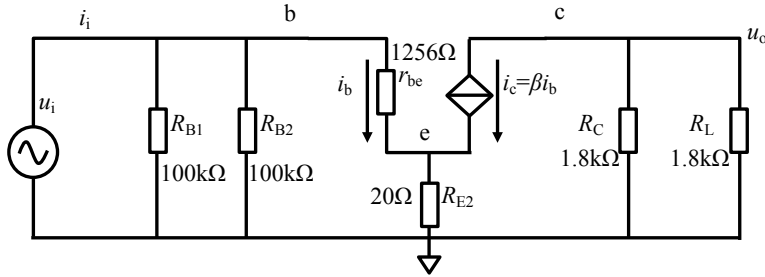 i_i
b
c
u_o
1256Ω
r_be
i_b
i_c=βi_b
u_i
R_B1
R_B2
R_C
R_L
e
100kΩ
100kΩ
1.8kΩ
1.8kΩ
20Ω
R_E2